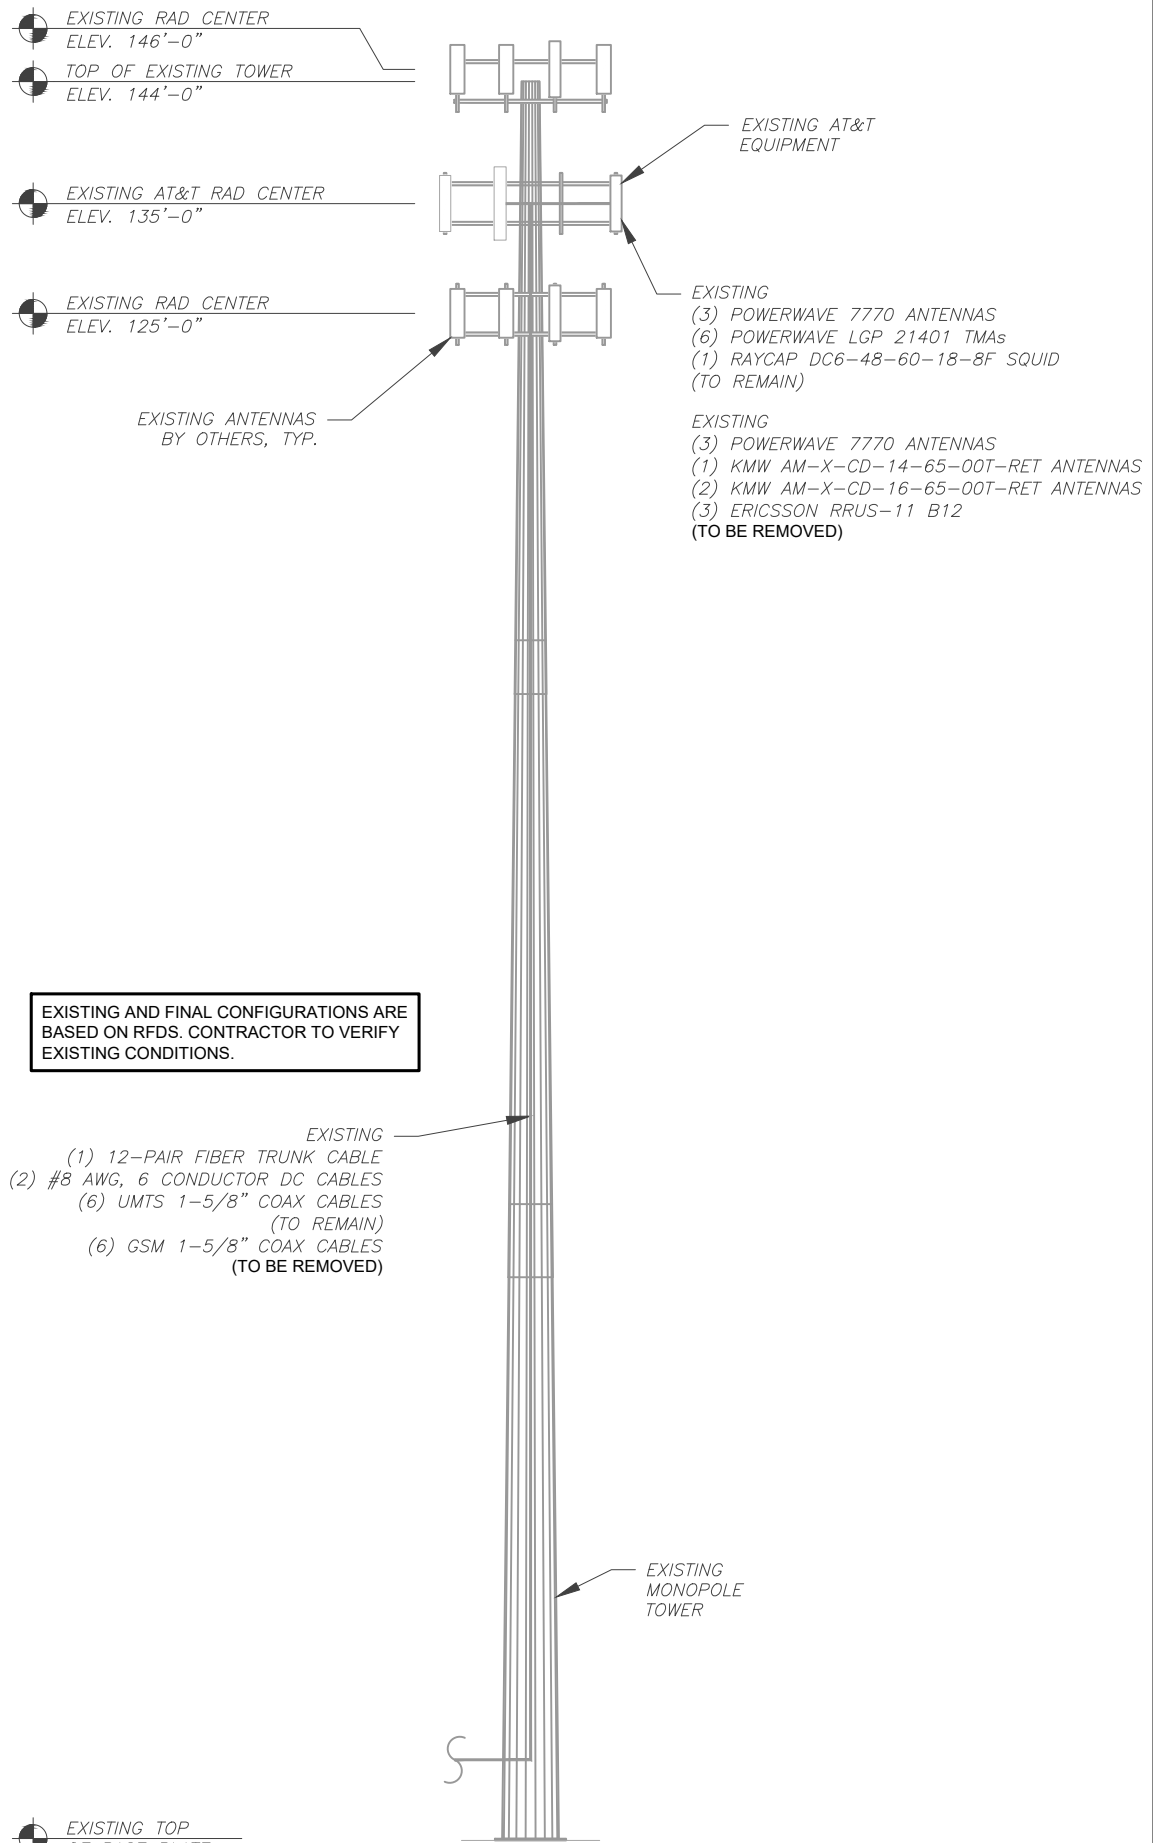 EXISTING RAD CENTER
ELEV. 146'-0"
TOP OF EXISTING TOWER
ELEV. 144'-0"
EXISTING AT&T
EQUIPMENT
EXISTING AT&T RAD CENTER
ELEV. 135'-0"
EXISTING RAD CENTER
ELEV. 125'-0"
EXISTING
(3) POWERWAVE 7770 ANTENNAS
(6) POWERWAVE LGP 21401 TMAs
(1) RAYCAP DC6-48-60-18-8F SQUID
(TO REMAIN)
EXISTING ANTENNAS
BY OTHERS, TYP.
EXISTING
(3) POWERWAVE 7770 ANTENNAS
(1) KMW AM-X-CD-14-65-00T-RET ANTENNAS
(2) KMW AM-X-CD-16-65-00T-RET ANTENNAS
(3) ERICSSON RRUS-11 B12
(TO BE REMOVED)
EXISTING AND FINAL CONFIGURATIONS ARE
BASED ON RFDS. CONTRACTOR TO VERIFY
EXISTING CONDITIONS.
EXISTING
(1) 12-PAIR FIBER TRUNK CABLE
(2) #8 AWG, 6 CONDUCTOR DC CABLES
(6) UMTS 1-5/8" COAX CABLES
(TO REMAIN)
(6) GSM 1-5/8" COAX CABLES
(TO BE REMOVED)
EXISTING
MONOPOLE
TOWER
EXISTING TOP